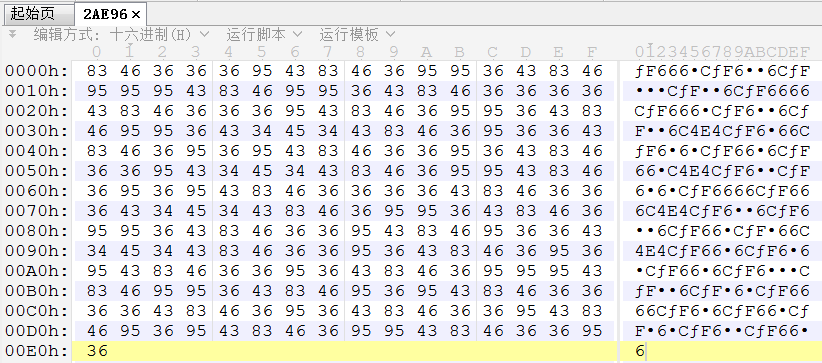 起始页 2AE96 ×
编辑方式: 十六进制(H) 运行脚本 运行模板
0 1 2 3 4 5 6 7 8 9 A B C D E F 0123456789ABCDEF
0000h: 83 46 36 36 36 95 43 83 46 36 95 95 36 43 83 46 ƒF666•CƒF6••6CƒF
0010h: 95 95 95 43 83 46 95 95 36 43 83 46 36 36 36 36 •••CƒF••6CƒF6666
0020h: 43 83 46 36 36 36 95 43 83 46 36 95 95 36 43 83 CƒF666•CƒF6••6Cƒ
0030h: 46 95 95 36 43 34 45 34 43 83 46 36 95 36 36 43 F••6C4E4CƒF6•66C
0040h: 83 46 36 95 36 95 43 83 46 36 36 95 36 43 83 46 ƒF6•6•CƒF66•6CƒF
0050h: 36 36 95 43 34 45 34 43 83 46 36 95 95 43 83 46 66•C4E4CƒF6••CƒF
0060h: 36 95 36 95 43 83 46 36 36 36 36 43 83 46 36 36 6•6•CƒF6666CƒF66
0070h: 36 43 34 45 34 43 83 46 36 95 95 36 43 83 46 36 6C4E4CƒF6••6CƒF6
0080h: 95 95 36 43 83 46 36 36 95 43 83 46 95 36 36 43 ••6CƒF66•CƒF•66C
0090h: 34 45 34 43 83 46 36 36 95 36 43 83 46 36 95 36 4E4CƒF66•6CƒF6•6
00A0h: 95 43 83 46 36 36 95 36 43 83 46 36 95 95 95 43 •CƒF66•6CƒF6•••C
00B0h: 83 46 95 95 36 43 83 46 95 36 95 43 83 46 36 36 ƒF••6CƒF•6•CƒF66
00C0h: 36 36 43 83 46 95 36 43 83 46 36 36 36 95 43 83 66CƒF•6CƒF666•Cƒ
00D0h: 46 95 36 95 43 83 46 36 95 95 43 83 46 36 36 95 F•6•CƒF6••CƒF66•
00E0h: 36 6